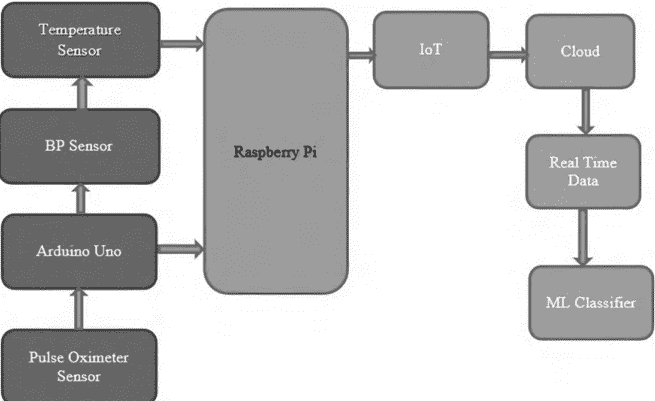 Temperature
Sensor
BP Sensor
Arduino Uno
Pulse Oximeter
Sensor
Raspberry Pi
IoT
Cloud
Real Time
Data
ML Classifier